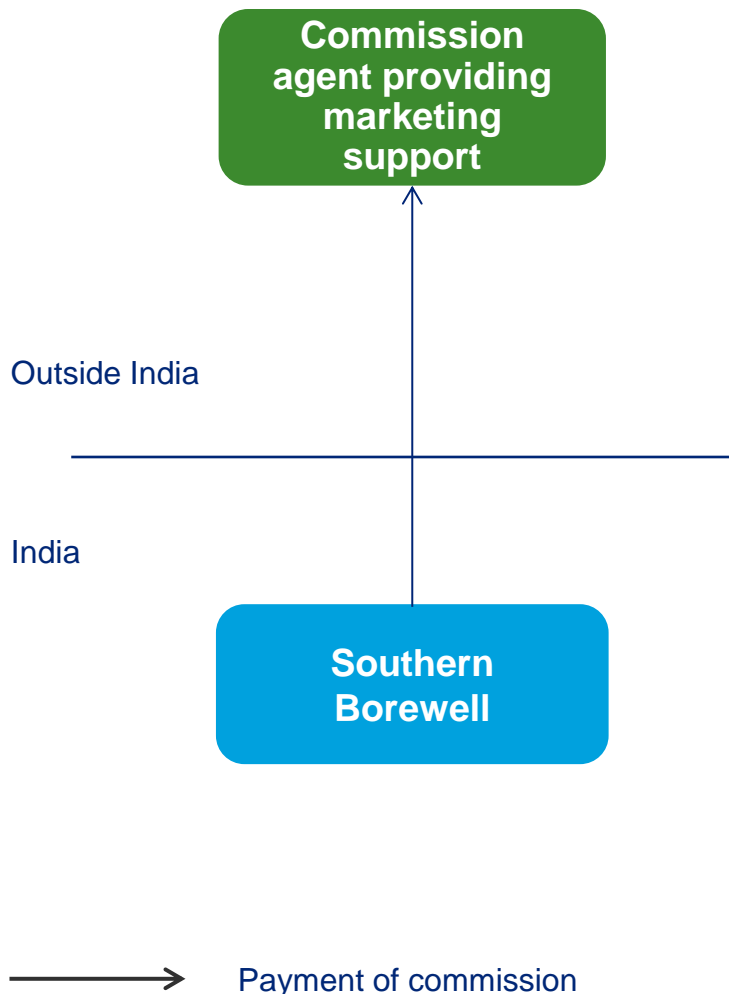 Commission
agent providing
marketing
support
Outside India
India
Southern
Borewell
Payment of commission